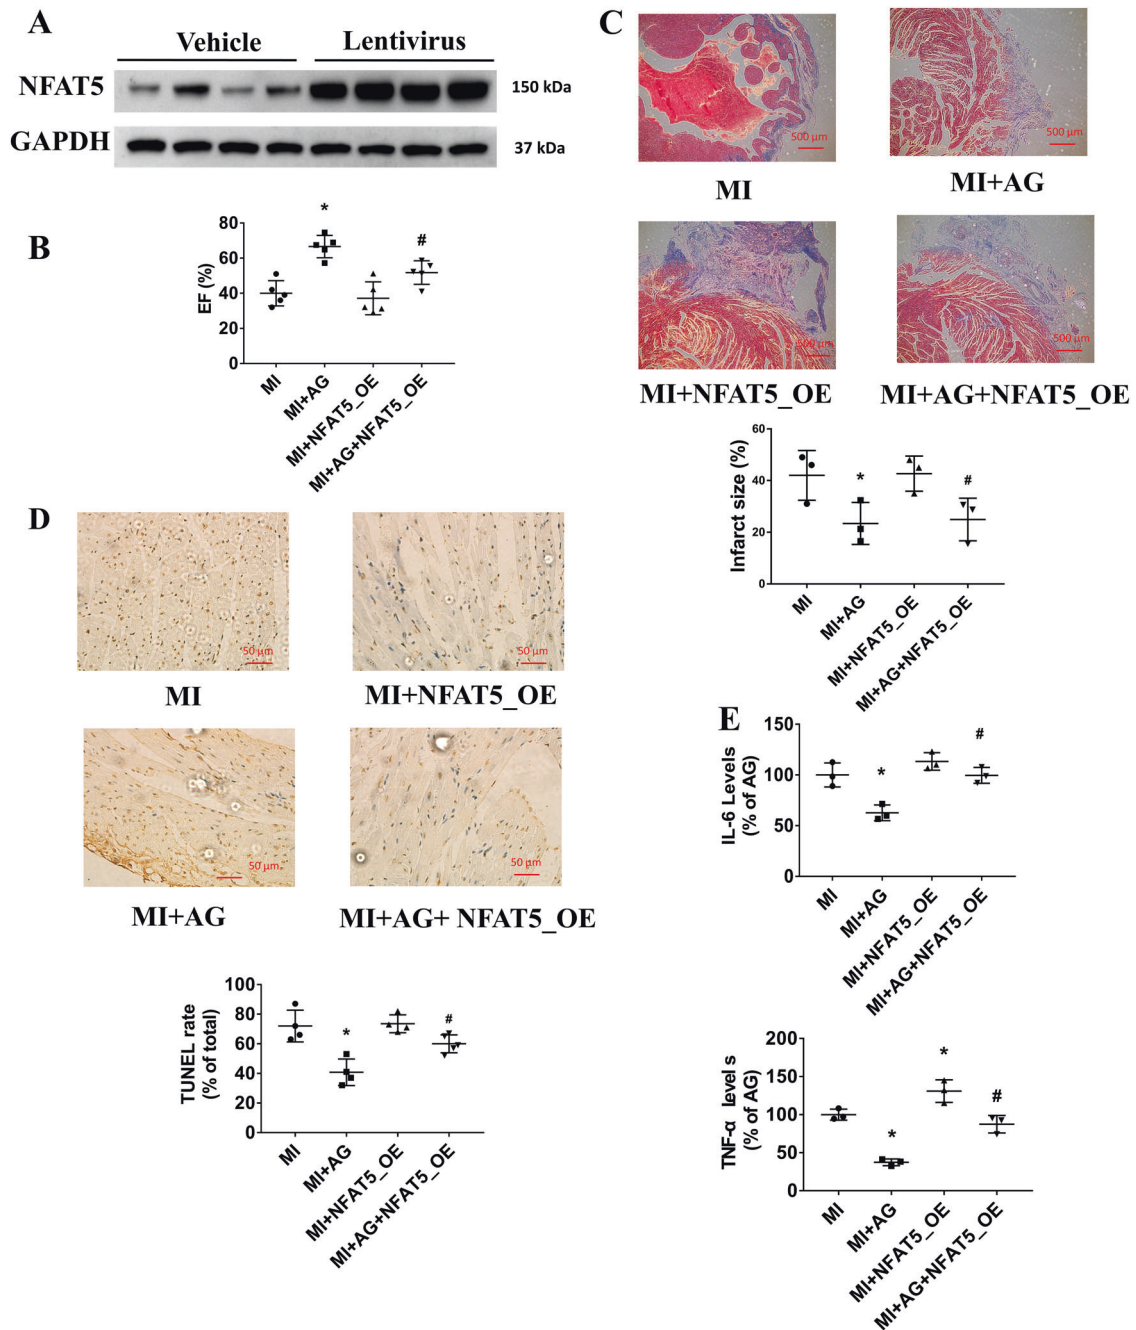 A
Vehicle
Lentivirus
NFAT5
150 kDa
GAPDH
37 kDa
B
EF (%)
80
60
40
20
0
*
#
MI
MI+AG
MI+NFAT5_OE
MI+AG+NFAT5_OE
C
500 μm
MI
500 μm
MI+AG
500 μm
MI+NFAT5_OE
500 μm
MI+AG+NFAT5_OE
Infarct size (%)
60
40
20
0
*
#
MI
MI+AG
MI+NFAT5_OE
MI+AG+NFAT5_OE
D
50 μm
MI
50 μm
MI+NFAT5_OE
50 μm
MI+AG
50 μm
MI+AG+ NFAT5_OE
TUNEL rate
(% of total)
100
80
60
40
20
0
*
#
MI
MI+AG
MI+NFAT5_OE
MI+AG+NFAT5_OE
E
IL-6 Levels
(% of AG)
150
100
50
0
*
#
MI
MI+AG
MI+NFAT5_OE
MI+AG+NFAT5_OE
TNF-α levels
(% of AG)
200
150
100
50
0
*
*
#
MI
MI+AG
MI+NFAT5_OE
MI+AG+NFAT5_OE